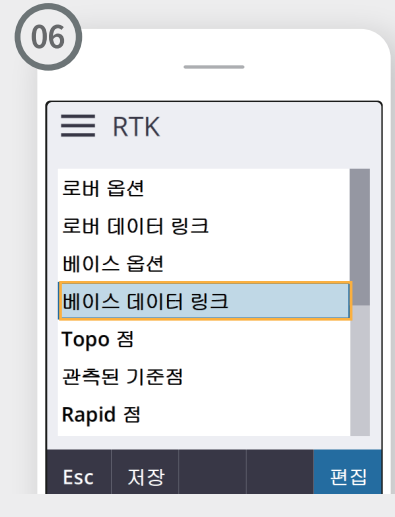 06
RTK
로버 옵션
로버 데이터 링크
베이스 옵션
베이스 데이터 링크
Topo 점
관측된 기준점
Rapid 점
Esc 저장 편집